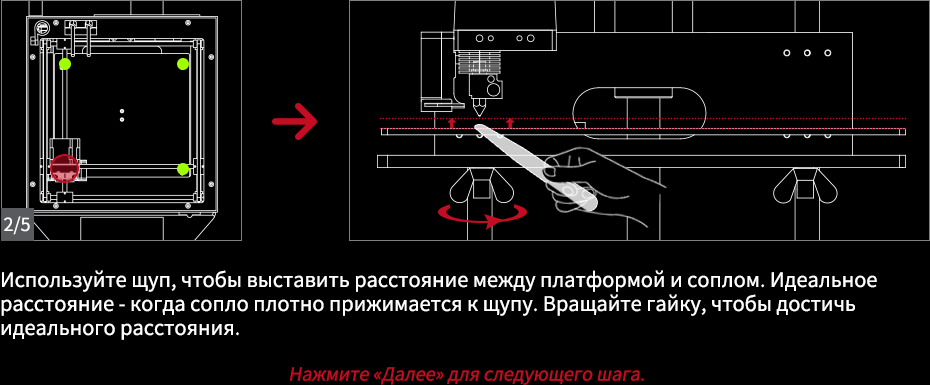 2/5
Используйте щуп, чтобы выставить расстояние между платформой и соплом. Идеальное
расстояние - когда сопло плотно прижимается к щупу. Вращайте гайку, чтобы достичь
идеального расстояния.
Нажмите «Далее» для следующего шага.